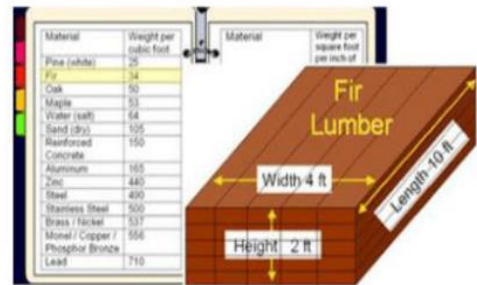 Material Weight per
cubic foot
Pine (white) 25
Fir 34
Oak 50
Maple 53
Water (salt) 64
Sand (dry) 105
Reinforced 150
Concrete
Aluminum 165
Zinc 440
Steel 490
Stainless Steel 500
Brass / Nickel 537
Monel / Copper / 556
Phosphor Bronze
Lead 710
Material Weight per
square foot
per inch of
Fir
Lumber
Width 4 ft
Length 10 ft
Height 2 ft